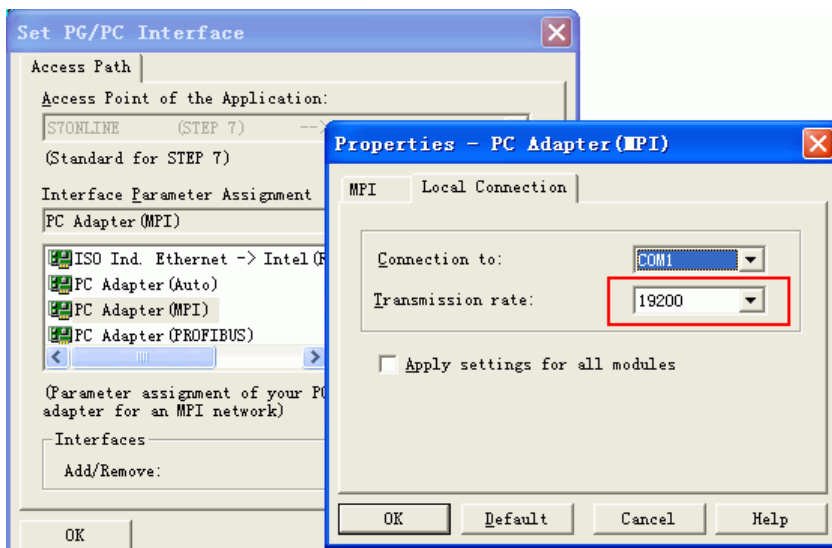 Set PG/PC Interface
Access Path
Access Point of the Application:
S7ONLINE (STEP 7) -->
(Standard for STEP 7)
Interface Parameter Assignment
PC Adapter(MPI)
ISO Ind. Ethernet -> Intel(R
PC Adapter(Auto)
PC Adapter(MPI)
PC Adapter(PROFIBUS)
(Parameter assignment of your PC
adapter for an MPI network)
Interfaces
Add/Remove:
OK
Properties - PC Adapter(MPI)
MPI
Local Connection
Connection to:
COM1
Transmission rate:
19200
Apply settings for all modules
OK
Default
Cancel
Help